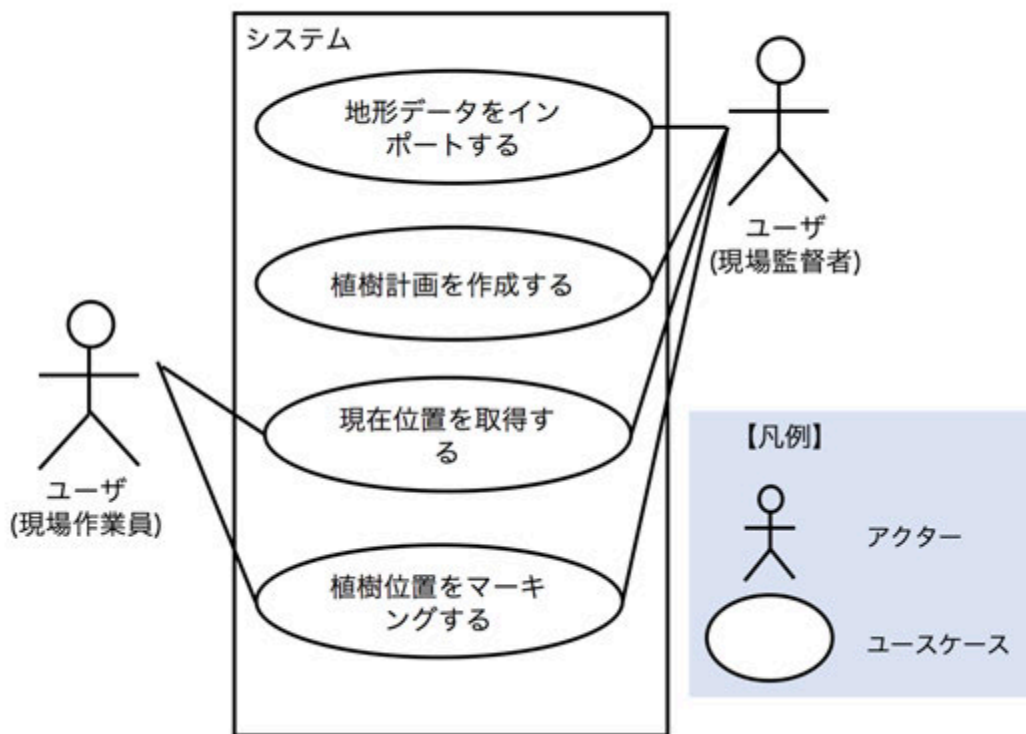 システム
地形データをイン
ポートする
ユーザ
(現場監督者)
植樹計画を作成する
現在位置を取得す
る
ユーザ
(現場作業員)
植樹位置をマーキ
ングする
【凡例】
アクター
ユースケース